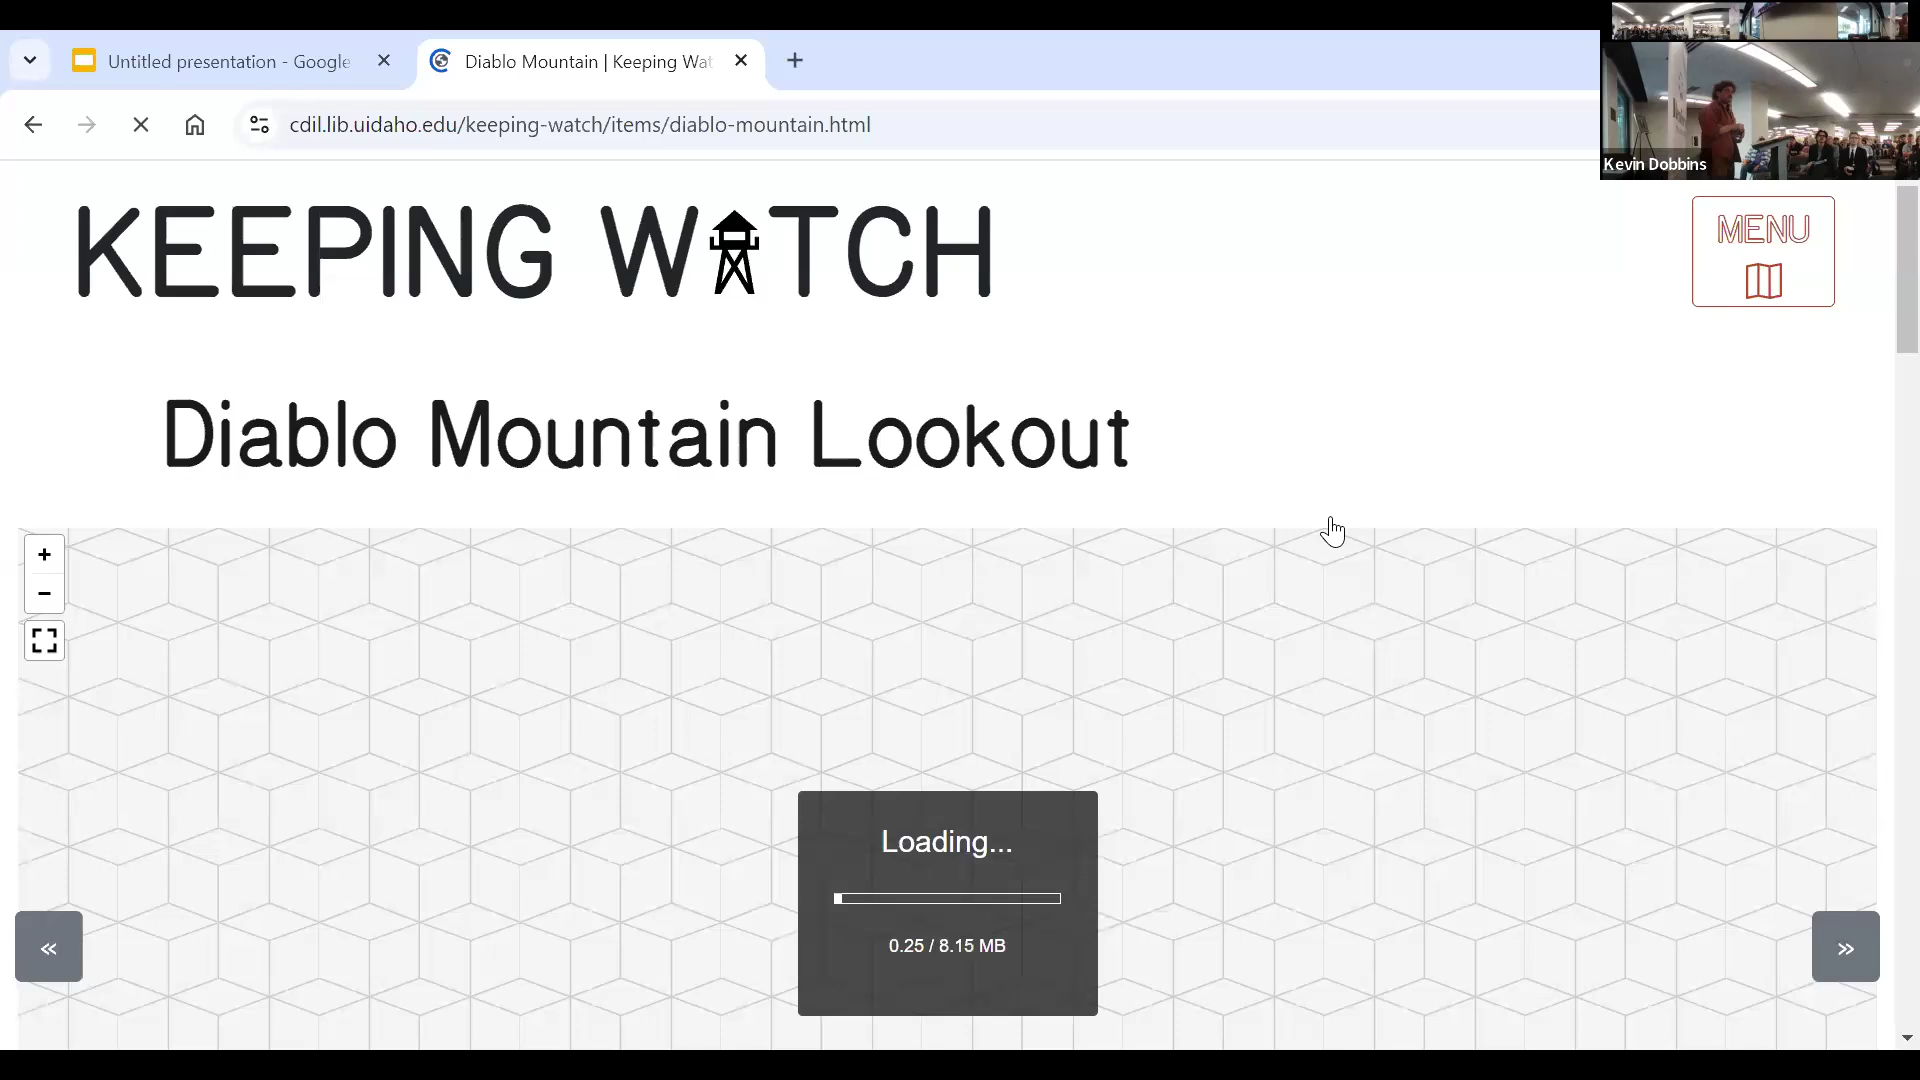 Untitled presentation - Google
Diablo Mountain | Keeping Wat
cdil.lib.uidaho.edu/keeping-watch/items/diablo-mountain.html
Kevin Dobbins
KEEPING WATCH
MENU
Diablo Mountain Lookout
+
−
Loading...
0.25 / 8.15 MB
«
»